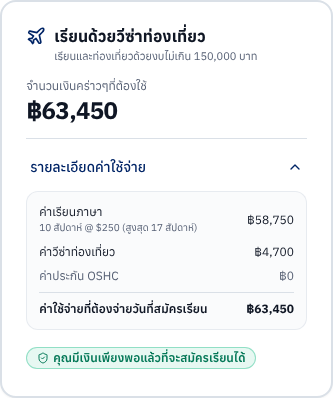 เรียนด้วยวีซ่าท่องเที่ยว
เรียนและท่องเที่ยวด้วยงบไม่เกิน 150,000 บาท
จำนวนเงินคร่าวๆที่ต้องใช้
฿63,450
รายละเอียดค่าใช้จ่าย
ค่าเรียนภาษา ฿58,750
10 สัปดาห์ @ $250 (สูงสุด 17 สัปดาห์)
ค่าวีซ่าท่องเที่ยว ฿4,700
ค่าประกัน OSHC ฿0
ค่าใช้จ่ายที่ต้องจ่ายวันที่สมัครเรียน ฿63,450
คุณมีเงินเพียงพอแล้วที่จะสมัครเรียนได้